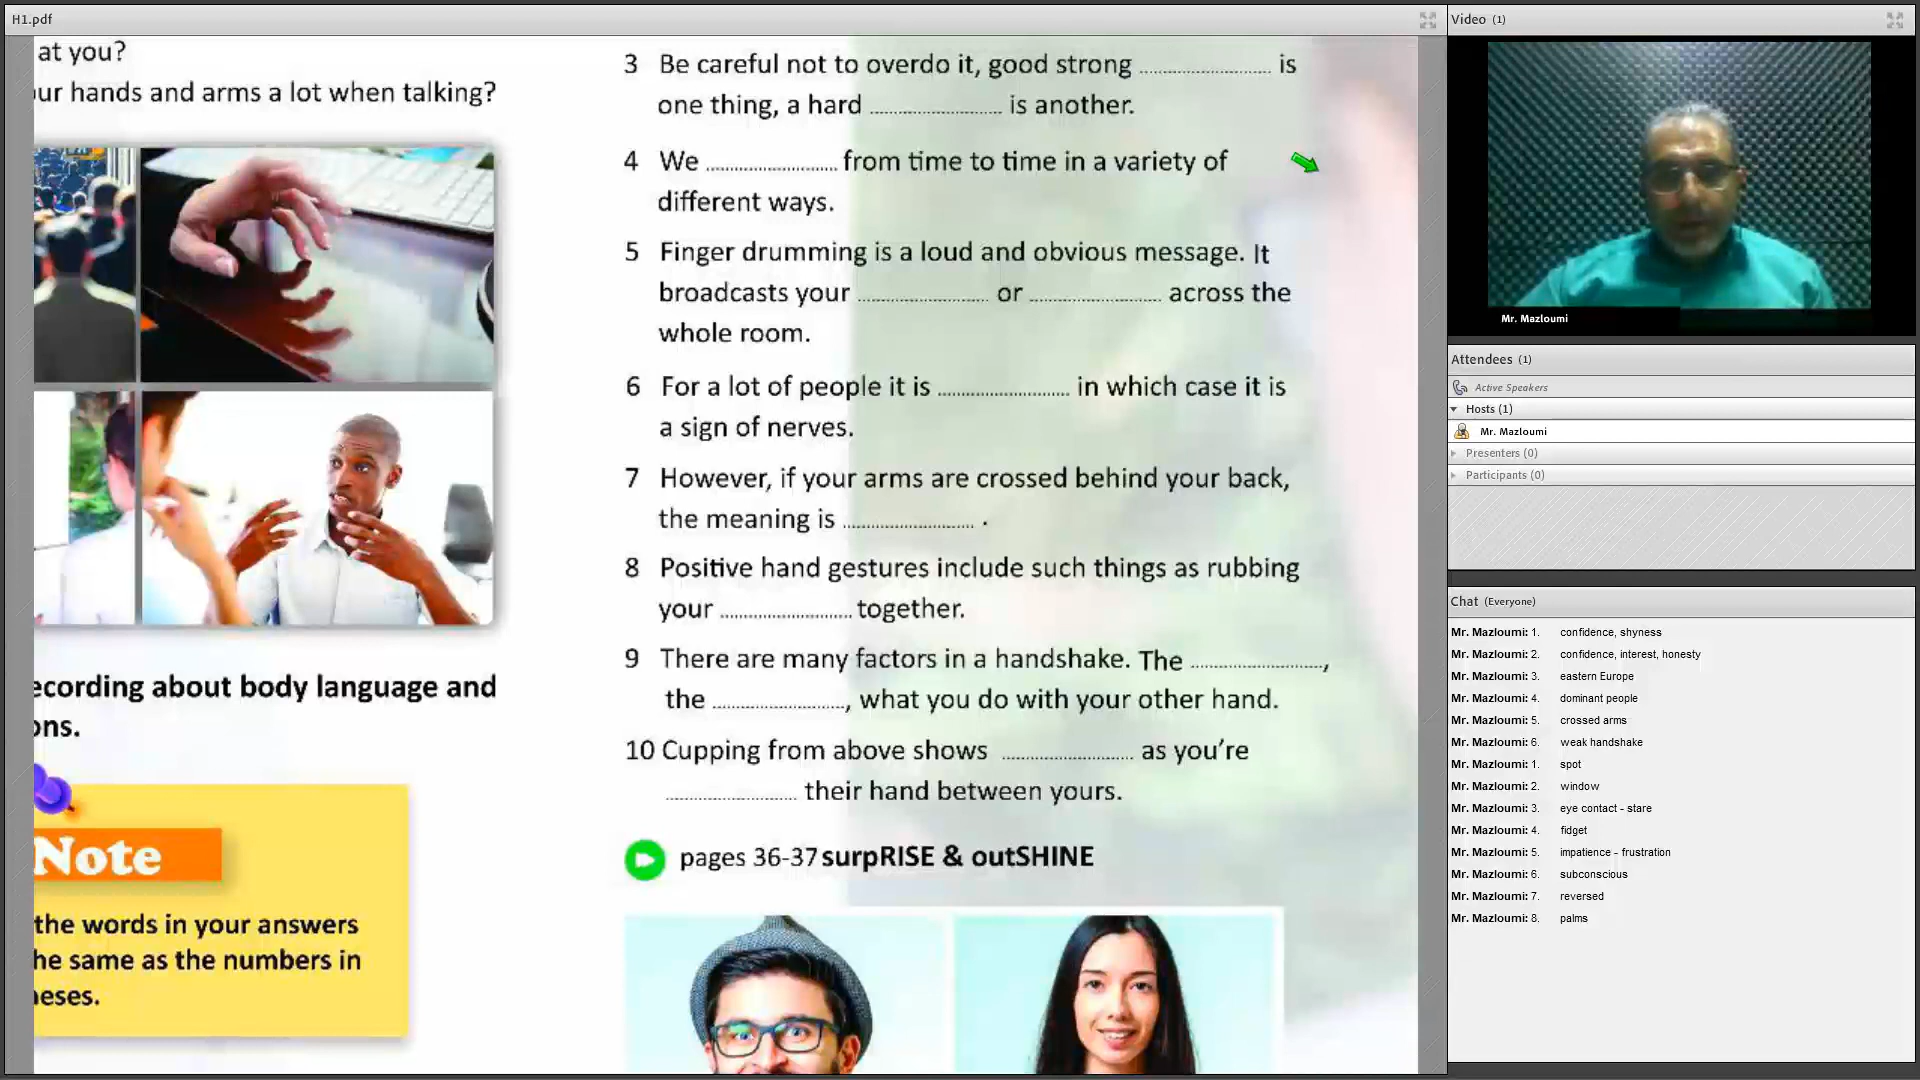 H1.pdf
at you?
ur hands and arms a lot when talking?
ecording about body language and
ons.
Note
the words in your answers
he same as the numbers in
eses.
3 Be careful not to overdo it, good strong ........................ is
one thing, a hard ........................ is another.
4 We ........................ from time to time in a variety of
different ways.
5 Finger drumming is a loud and obvious message. It
broadcasts your ........................ or ........................ across the
whole room.
6 For a lot of people it is ........................ in which case it is
a sign of nerves.
7 However, if your arms are crossed behind your back,
the meaning is ........................ .
8 Positive hand gestures include such things as rubbing
your ........................ together.
9 There are many factors in a handshake. The ........................,
the ........................, what you do with your other hand.
10 Cupping from above shows ........................ as you're
........................ their hand between yours.
pages 36-37 surpRISE & outSHINE
Video (1)
Mr. Mazloumi
Attendees (1)
Active Speakers
Hosts (1)
Mr. Mazloumi
Presenters (0)
Participants (0)
Chat (Everyone)
Mr. Mazloumi: 1. confidence, shyness
Mr. Mazloumi: 2. confidence, interest, honesty
Mr. Mazloumi: 3. eastern Europe
Mr. Mazloumi: 4. dominant people
Mr. Mazloumi: 5. crossed arms
Mr. Mazloumi: 6. weak handshake
Mr. Mazloumi: 1. spot
Mr. Mazloumi: 2. window
Mr. Mazloumi: 3. eye contact - stare
Mr. Mazloumi: 4. fidget
Mr. Mazloumi: 5. impatience - frustration
Mr. Mazloumi: 6. subconscious
Mr. Mazloumi: 7. reversed
Mr. Mazloumi: 8. palms